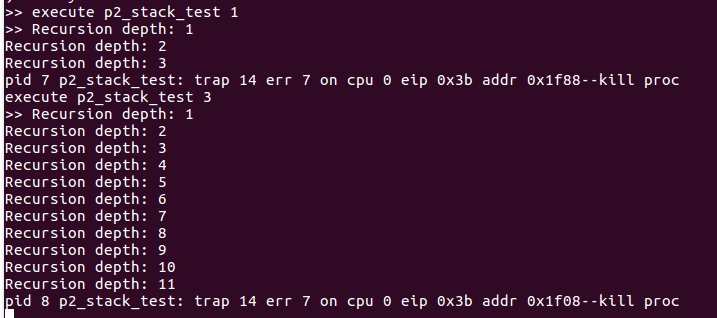 >> execute p2_stack_test 1
>> Recursion depth: 1
Recursion depth: 2
Recursion depth: 3
pid 7 p2_stack_test: trap 14 err 7 on cpu 0 eip 0x3b addr 0x1f88--kill proc
execute p2_stack_test 3
>> Recursion depth: 1
Recursion depth: 2
Recursion depth: 3
Recursion depth: 4
Recursion depth: 5
Recursion depth: 6
Recursion depth: 7
Recursion depth: 8
Recursion depth: 9
Recursion depth: 10
Recursion depth: 11
pid 8 p2_stack_test: trap 14 err 7 on cpu 0 eip 0x3b addr 0x1f08--kill proc